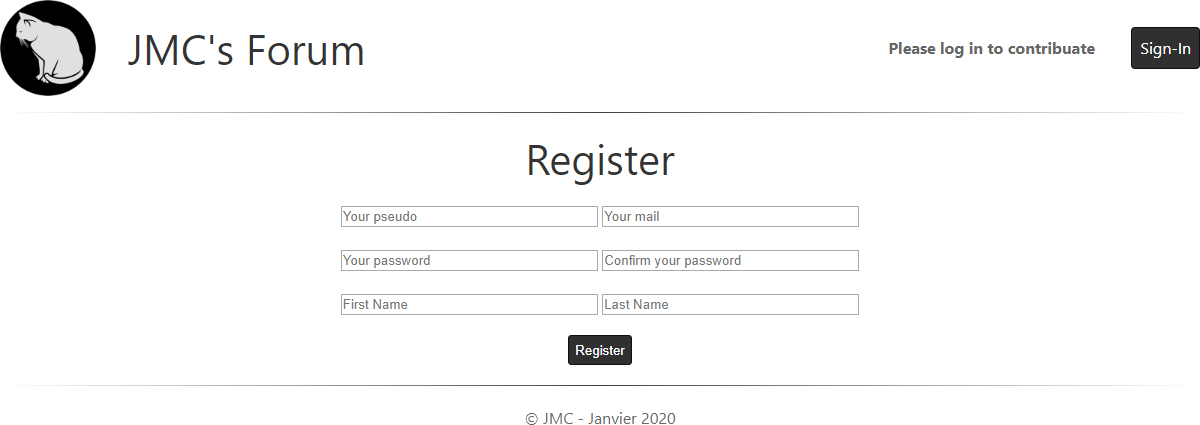 JMC's Forum
Please log in to contribuate
Sign-In
Register
Your pseudo
Your mail
Your password
Confirm your password
First Name
Last Name
Register
© JMC - Janvier 2020